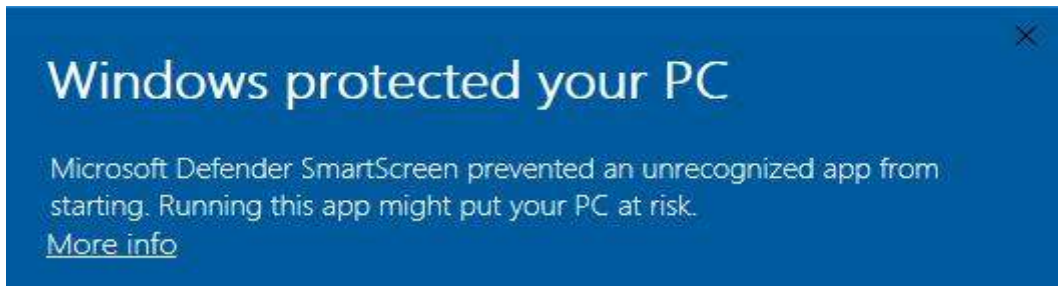 Windows protected your PC
Microsoft Defender SmartScreen prevented an unrecognized app from
starting. Running this app might put your PC at risk.
More info